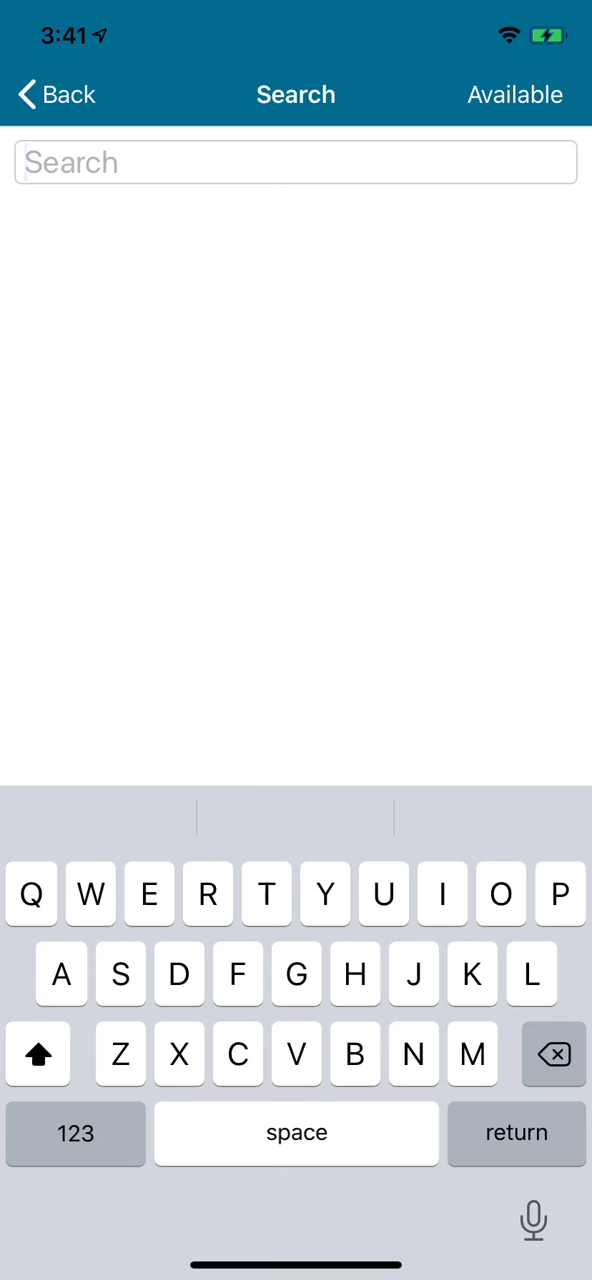 3:41
Back Search Available
Search
Q W E R T Y U I O P
A S D F G H J K L
Z X C V B N M
123 space return